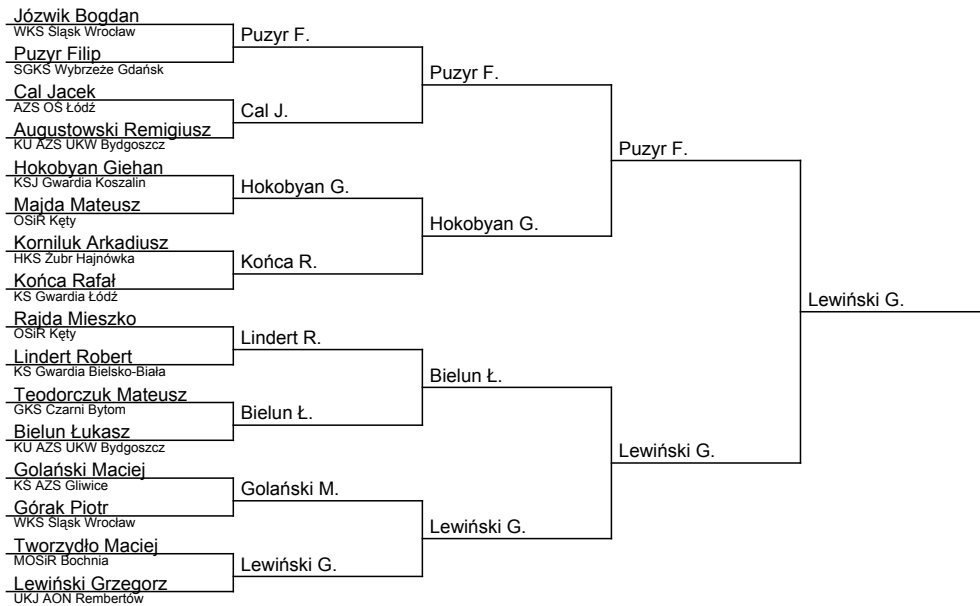 Józwik Bogdan
WKS Śląsk Wrocław
Puzyr Filip
SGKS Wybrzeże Gdańsk
Cal Jacek
AZS OŚ Łódź
Augustowski Remigiusz
KU AZS UKW Bydgoszcz
Hokobyan Giehan
KSJ Gwardia Koszalin
Majda Mateusz
OSiR Kęty
Korniluk Arkadiusz
HKS Żubr Hajnówka
Końca Rafał
KS Gwardia Łódź
Rajda Mieszko
OSiR Kęty
Lindert Robert
KS Gwardia Bielsko-Biała
Teodorczuk Mateusz
GKS Czarni Bytom
Bielun Łukasz
KU AZS UKW Bydgoszcz
Golański Maciej
KŚ AZS Gliwice
Górak Piotr
WKS Śląsk Wrocław
Tworzydło Maciej
MOSiR Bochnia
Lewiński Grzegorz
UKJ AON Rembertów
Puzyr F.
Cal J.
Hokobyan G.
Końca R.
Lindert R.
Bielun Ł.
Golański M.
Lewiński G.
Puzyr F.
Hokobyan G.
Bielun Ł.
Lewiński G.
Puzyr F.
Lewiński G.
Lewiński G.